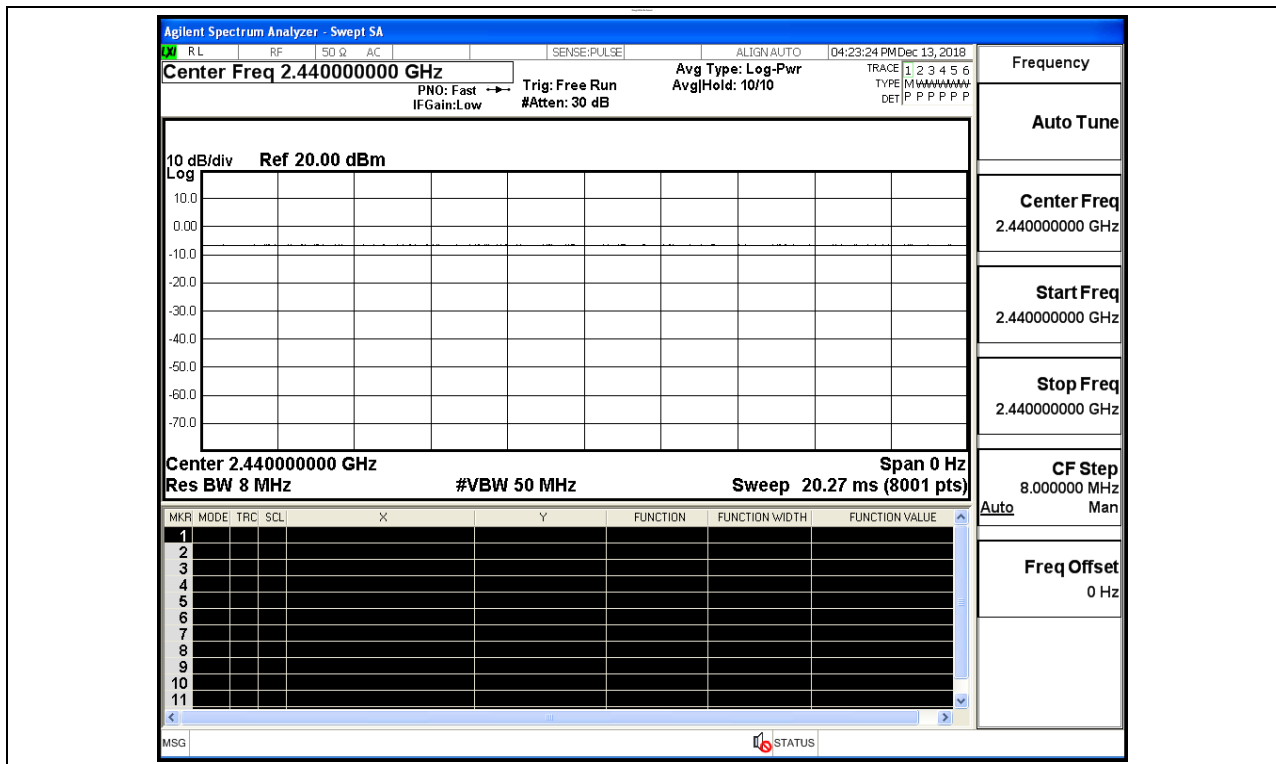 Agilent Spectrum Analyzer - Swept SA
LXI RL RF 50 Ω AC SENSE:PULSE ALIGN AUTO 04:23:24 PM Dec 13, 2018
Center Freq 2.440000000 GHz
PNO: Fast
IFGain:Low
Trig: Free Run
#Atten: 30 dB
Avg Type: Log-Pwr
Avg|Hold: 10/10
TRACE 1 2 3 4 5 6
TYPE M W W W W W
DET P P P P P P
10 dB/div Ref 20.00 dBm
Log
10.0
0.00
-10.0
-20.0
-30.0
-40.0
-50.0
-60.0
-70.0
Center 2.440000000 GHz Span 0 Hz
Res BW 8 MHz #VBW 50 MHz Sweep 20.27 ms (8001 pts)
MKR MODE TRC SCL X Y FUNCTION FUNCTION WIDTH FUNCTION VALUE
1
2
3
4
5
6
7
8
9
10
11
MSG STATUS
Frequency
Auto Tune
Center Freq
2.440000000 GHz
Start Freq
2.440000000 GHz
Stop Freq
2.440000000 GHz
CF Step
8.000000 MHz
Auto Man
Freq Offset
0 Hz